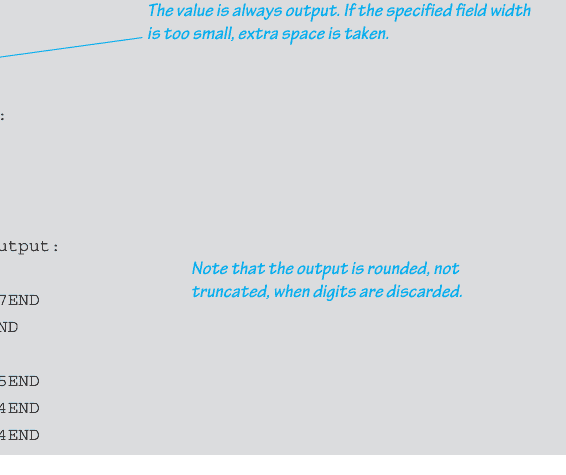 The value is always output. If the specified field width
is too small, extra space is taken.
:
utput:
Note that the output is rounded, not
truncated, when digits are discarded.
7END
ND
5END
4END
4END